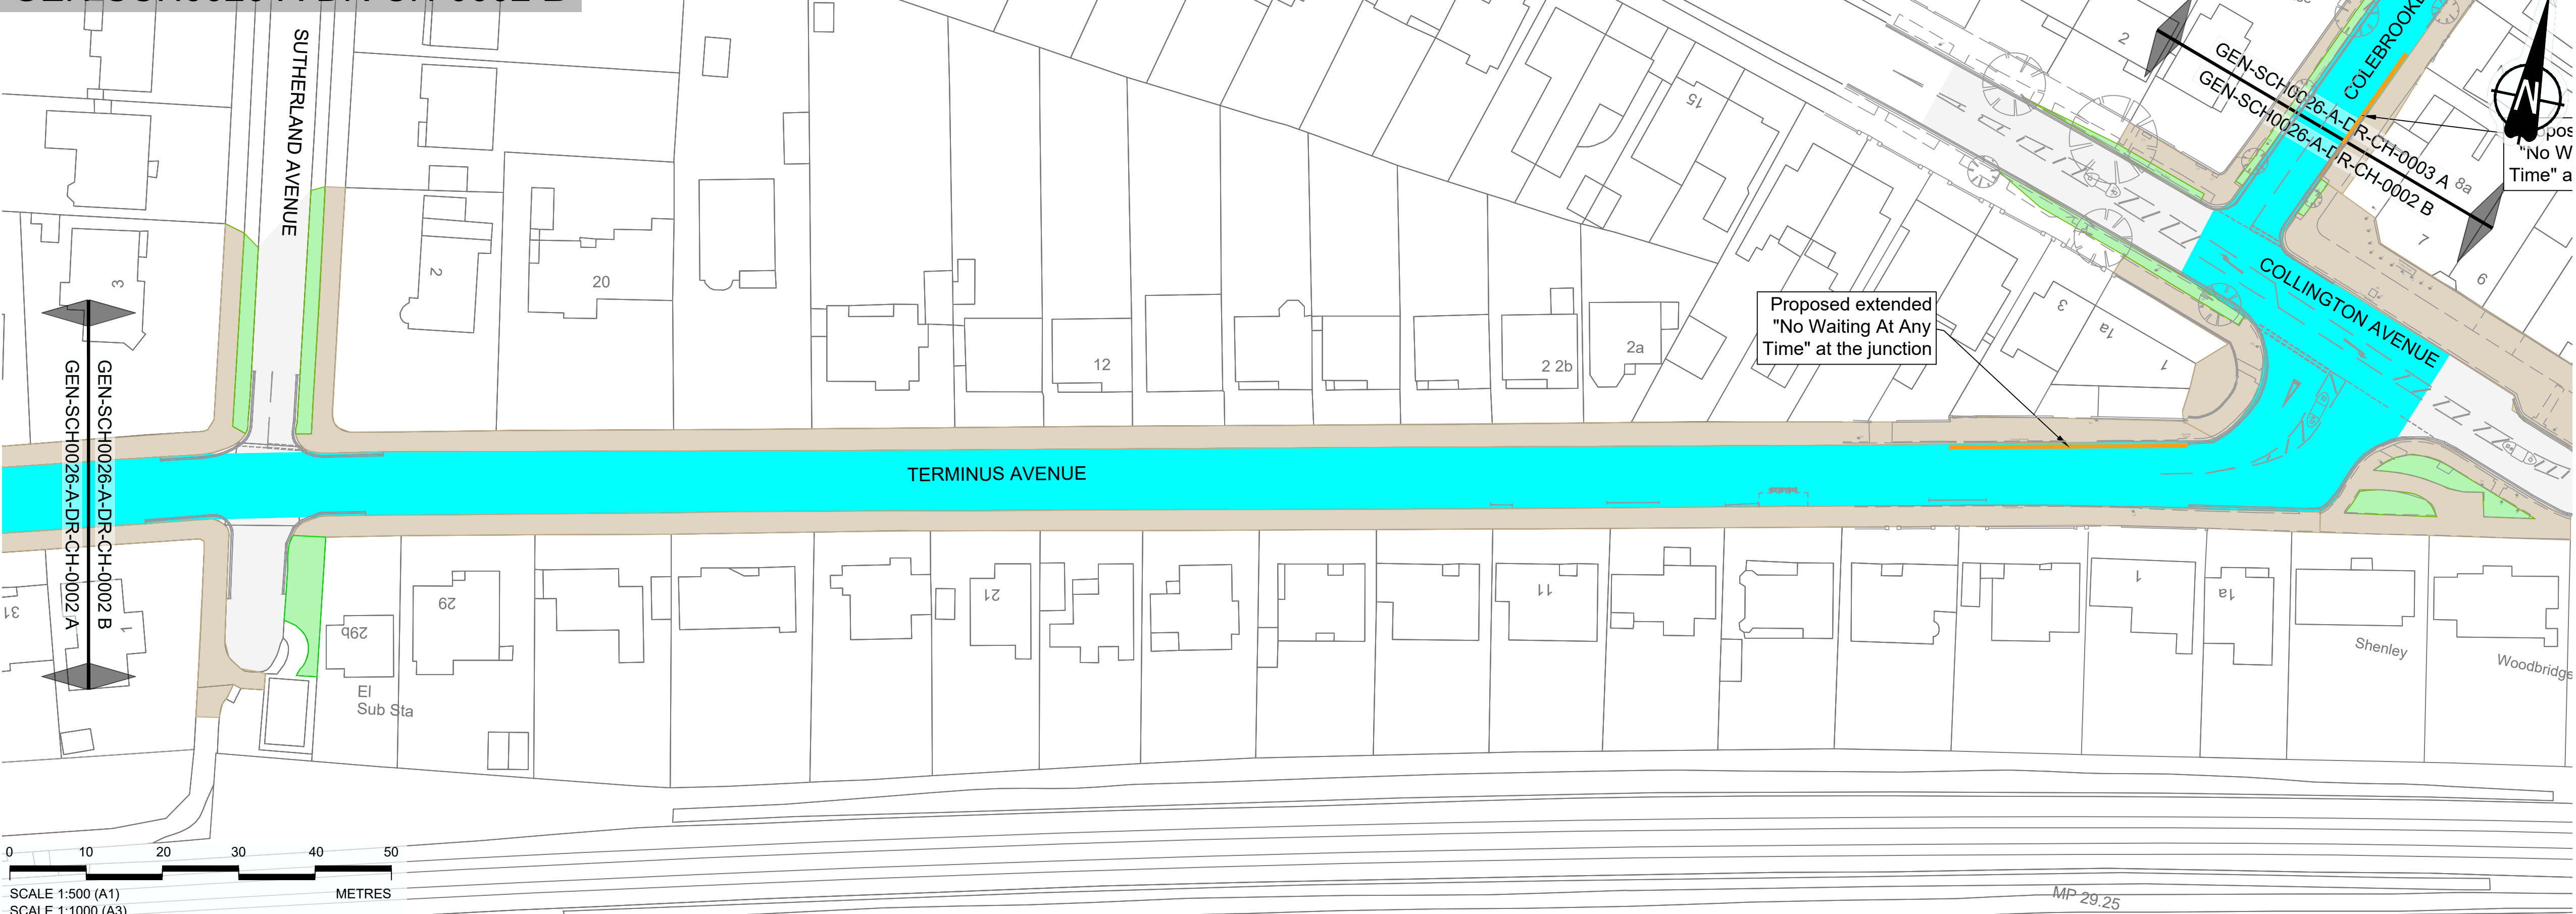 SUTHERLAND AVENUE
COLEBROOKE
2
GEN-SCH0026-A-DR-CH-0003 A
GEN-SCH0026-A-DR-CH-0002 B
N
"No W
Time" a
15
8a
7
6
COLLINGTON AVENUE
3
2
20
12
2 2b
2a
Proposed extended
"No Waiting At Any
Time" at the junction
3
1a
1
GEN-SCH0026-A-DR-CH-0002 B
GEN-SCH0026-A-DR-CH-0002 A
TERMINUS AVENUE
31
1
29b
29
21
11
1
1a
Shenley
Woodbridge
El
Sub Sta
0 10 20 30 40 50
SCALE 1:500 (A1)
METRES
SCALE 1:1000 (A3)
MP 29.25